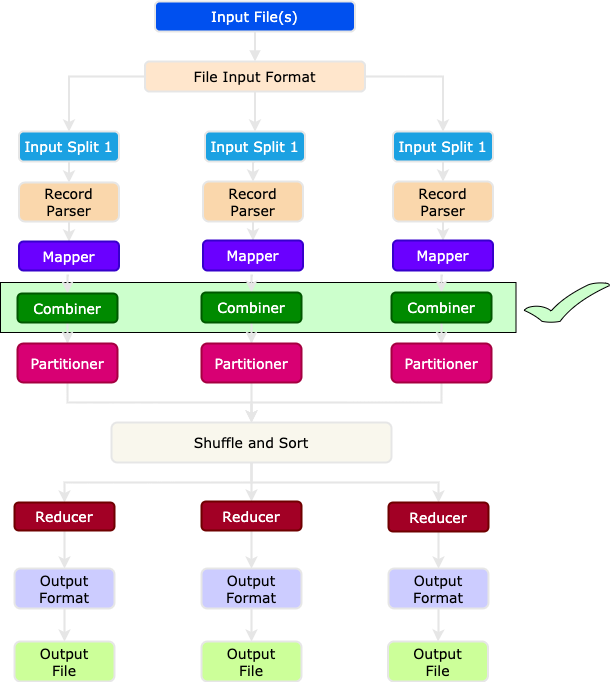 Input File(s)
File Input Format
Input Split 1
Input Split 1
Input Split 1
Record
Parser
Record
Parser
Record
Parser
Mapper
Mapper
Mapper
Combiner
Combiner
Combiner
Partitioner
Partitioner
Partitioner
Shuffle and Sort
Reducer
Reducer
Reducer
Output
Format
Output
Format
Output
Format
Output
File
Output
File
Output
File